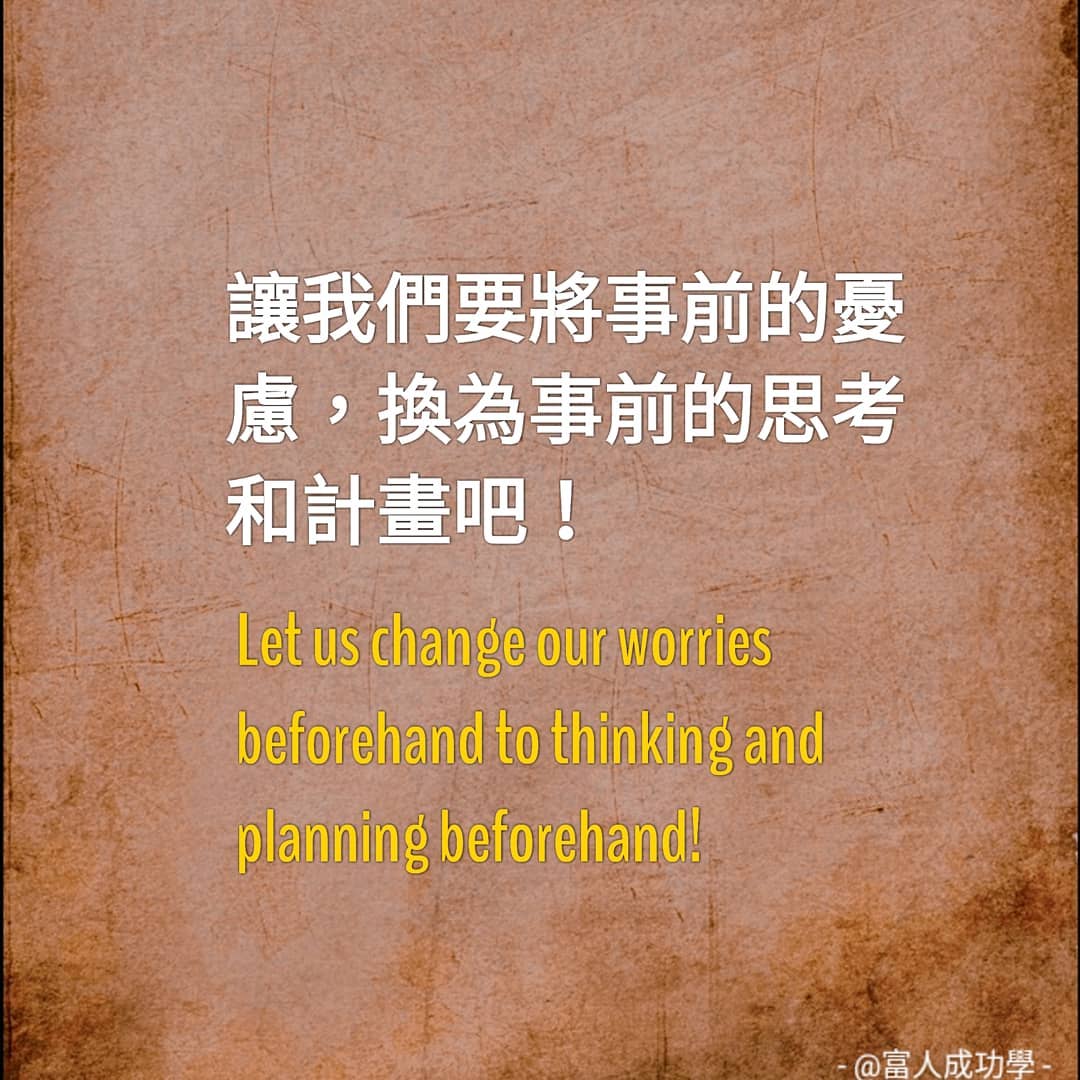 讓我們要將事前的憂
慮，換為事前的思考
和計畫吧！
Let us change our worries
beforehand to thinking and
planning beforehand!
- @富人成功學 -